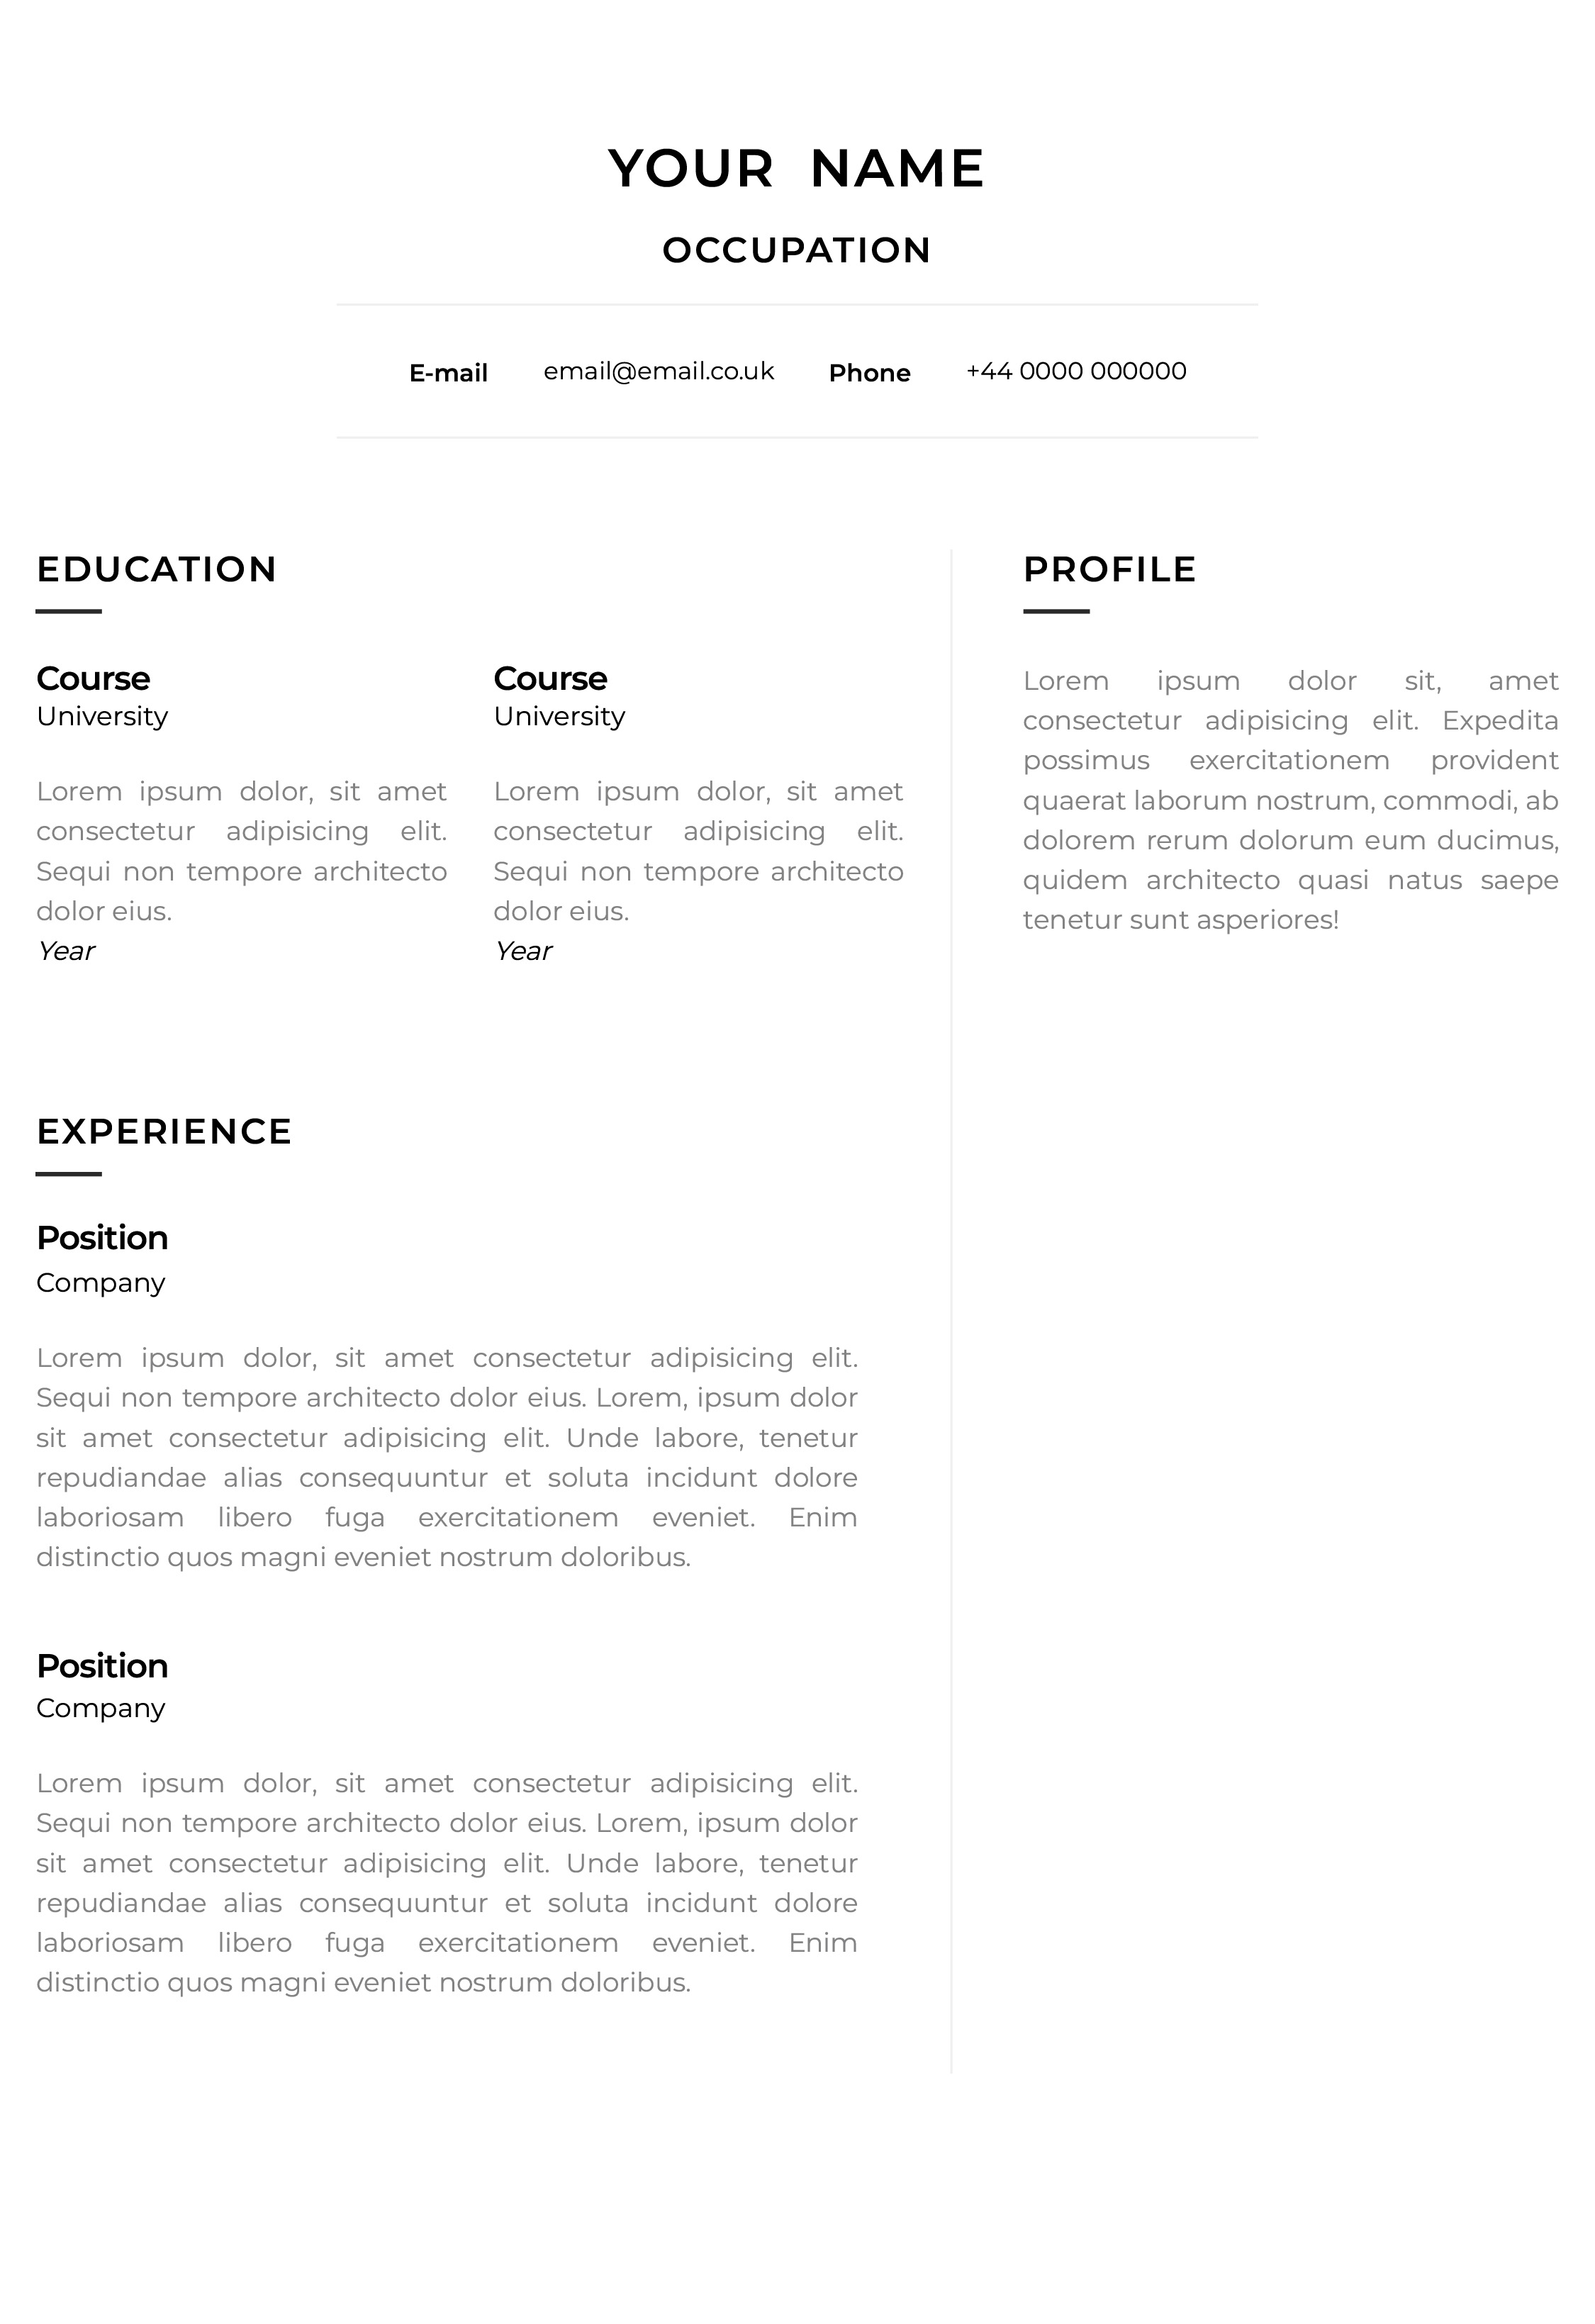 YOUR NAME
OCCUPATION
E-mail email@email.co.uk Phone +44 0000 000000
EDUCATION
Course
University
Lorem ipsum dolor, sit amet
consectetur adipisicing elit.
Sequi non tempore architecto
dolor eius.
Year
Course
University
Lorem ipsum dolor, sit amet
consectetur adipisicing elit.
Sequi non tempore architecto
dolor eius.
Year
EXPERIENCE
Position
Company
Lorem ipsum dolor, sit amet consectetur adipisicing elit.
Sequi non tempore architecto dolor eius. Lorem, ipsum dolor
sit amet consectetur adipisicing elit. Unde labore, tenetur
repudiandae alias consequuntur et soluta incidunt dolore
laboriosam libero fuga exercitationem eveniet. Enim
distinctio quos magni eveniet nostrum doloribus.
Position
Company
Lorem ipsum dolor, sit amet consectetur adipisicing elit.
Sequi non tempore architecto dolor eius. Lorem, ipsum dolor
sit amet consectetur adipisicing elit. Unde labore, tenetur
repudiandae alias consequuntur et soluta incidunt dolore
laboriosam libero fuga exercitationem eveniet. Enim
distinctio quos magni eveniet nostrum doloribus.
PROFILE
Lorem ipsum dolor sit, amet
consectetur adipisicing elit. Expedita
possimus exercitationem provident
quaerat laborum nostrum, commodi, ab
dolorem rerum dolorum eum ducimus,
quidem architecto quasi natus saepe
tenetur sunt asperiores!